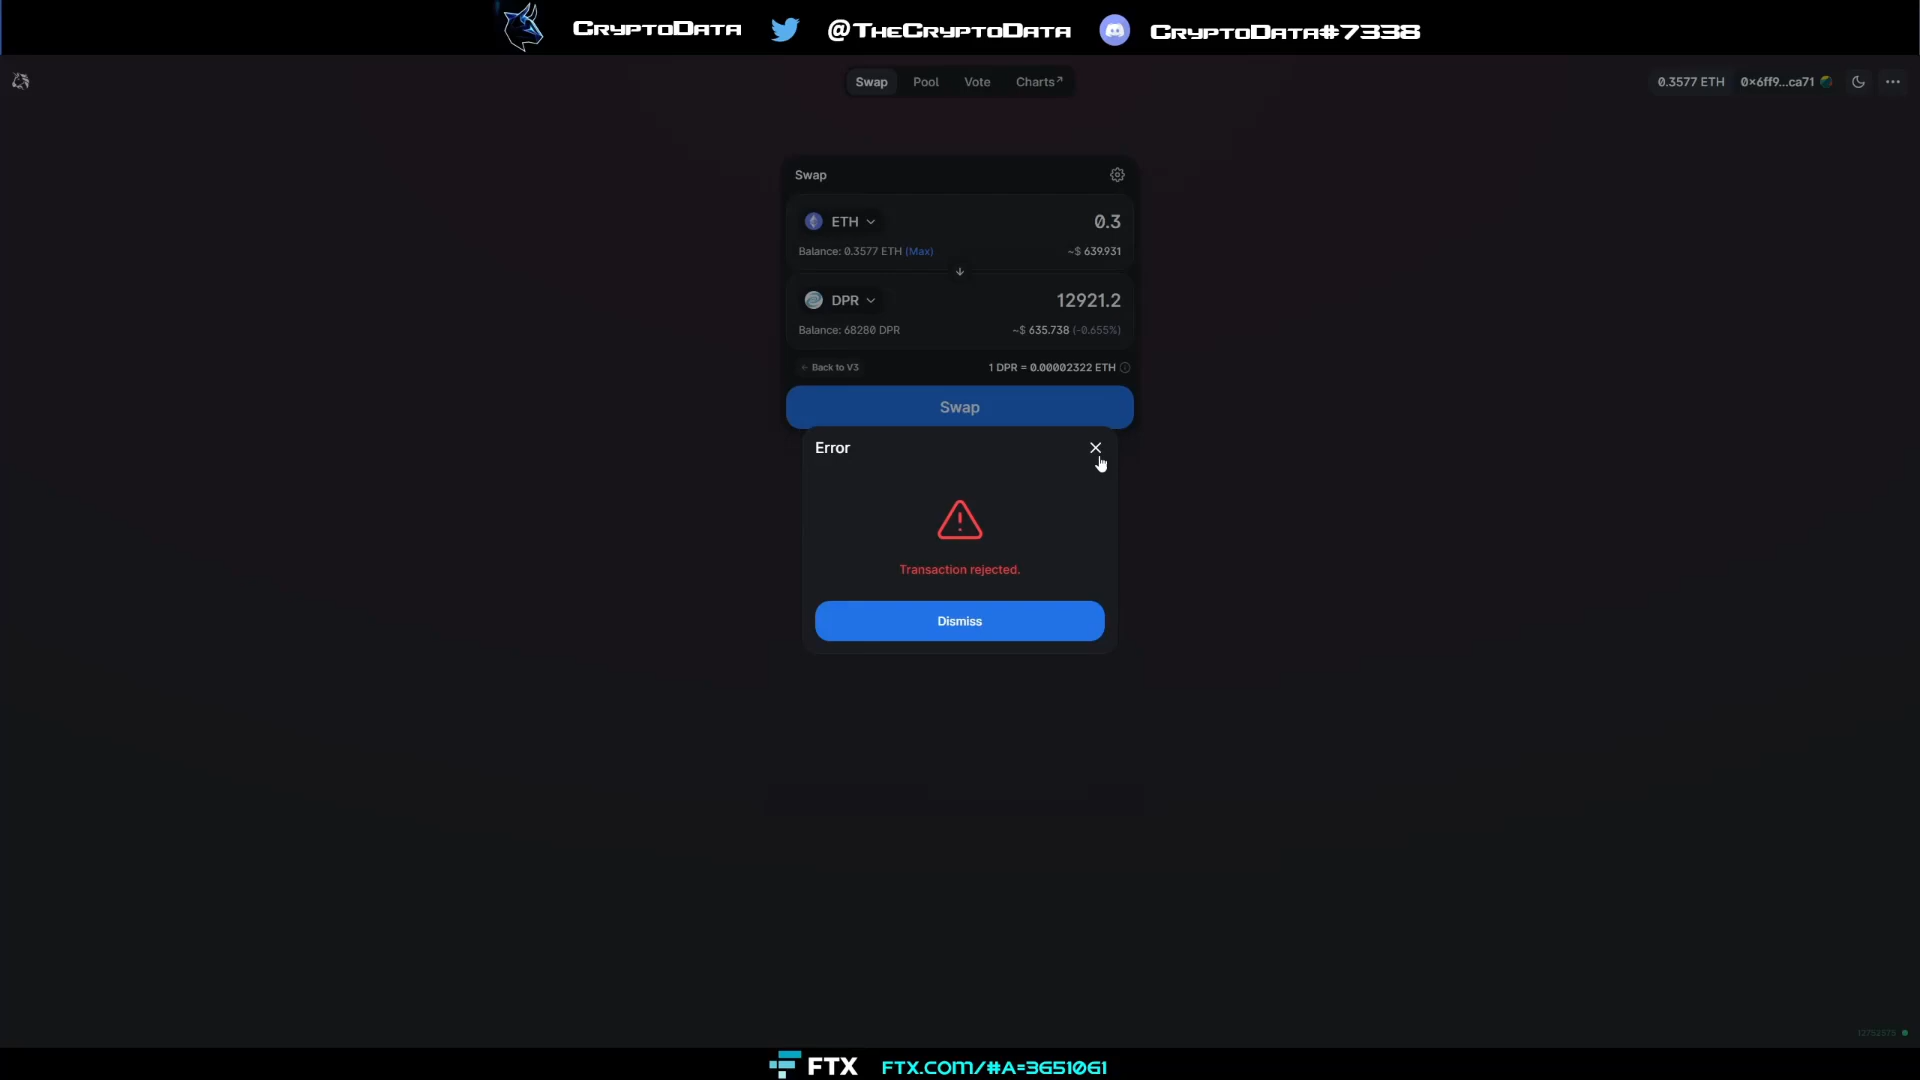 CryptoData @TheCryptoData CryptoData#7338
Swap Pool Vote Charts↗ 0.3577 ETH 0x6ff9...ca71 ...
Swap
ETH 0.3
Balance: 0.3577 ETH (Max) ~$ 639.931
↓
DPR 12921.2
Balance: 68280 DPR ~$ 635.738 (-0.655%)
← Back to V3 1 DPR = 0.00002322 ETH
Swap
Error
Transaction rejected.
Dismiss
FTX FTX.com/#a=3651061